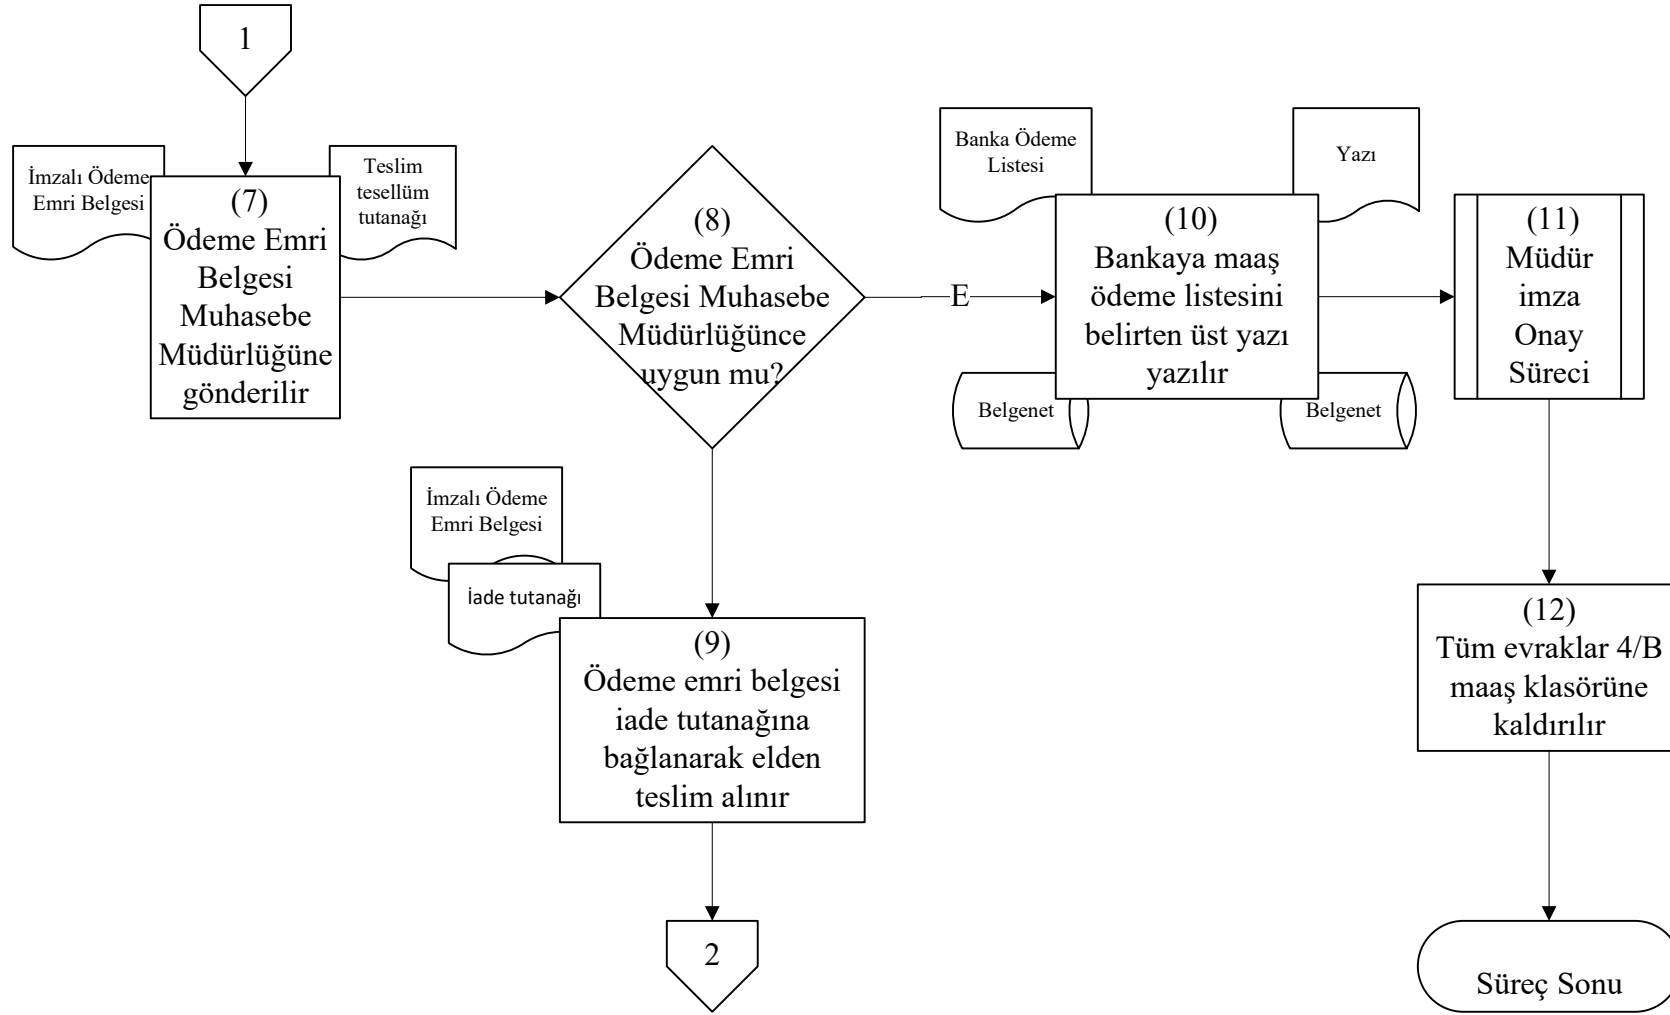 1
İmzalı Ödeme
Emri Belgesi
Teslim
tesellüm
tutanağı
(7)
Ödeme Emri
Belgesi
Muhasebe
Müdürlüğüne
gönderilir
(8)
Ödeme Emri
Belgesi Muhasebe
Müdürlüğünce
uygun mu?
E
Banka Ödeme
Listesi
Yazı
(10)
Bankaya maaş
ödeme listesini
belirten üst yazı
yazılır
Belgenet
Belgenet
(11)
Müdür
imza
Onay
Süreci
İmzalı Ödeme
Emri Belgesi
İade tutanağı
(9)
Ödeme emri belgesi
iade tutanağına
bağlanarak elden
teslim alınır
2
(12)
Tüm evraklar 4/B
maaş klasörüne
kaldırılır
Süreç Sonu